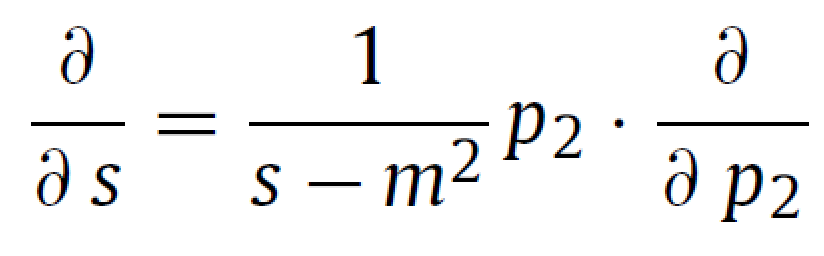 ∂/∂ s = 1/(s − m²) p₂ · ∂/∂ p₂